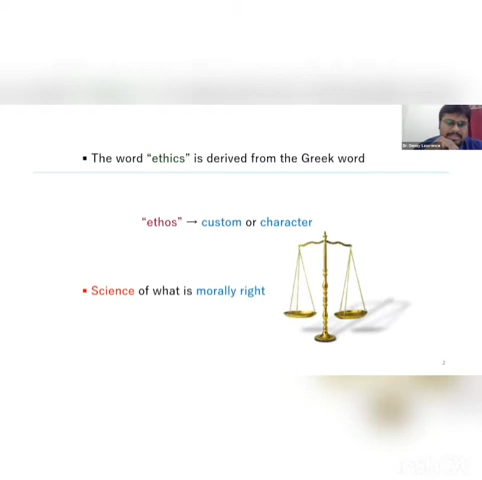 ▪ The word “ethics” is derived from the Greek word
“ethos” → custom or character
▪ Science of what is morally right
2